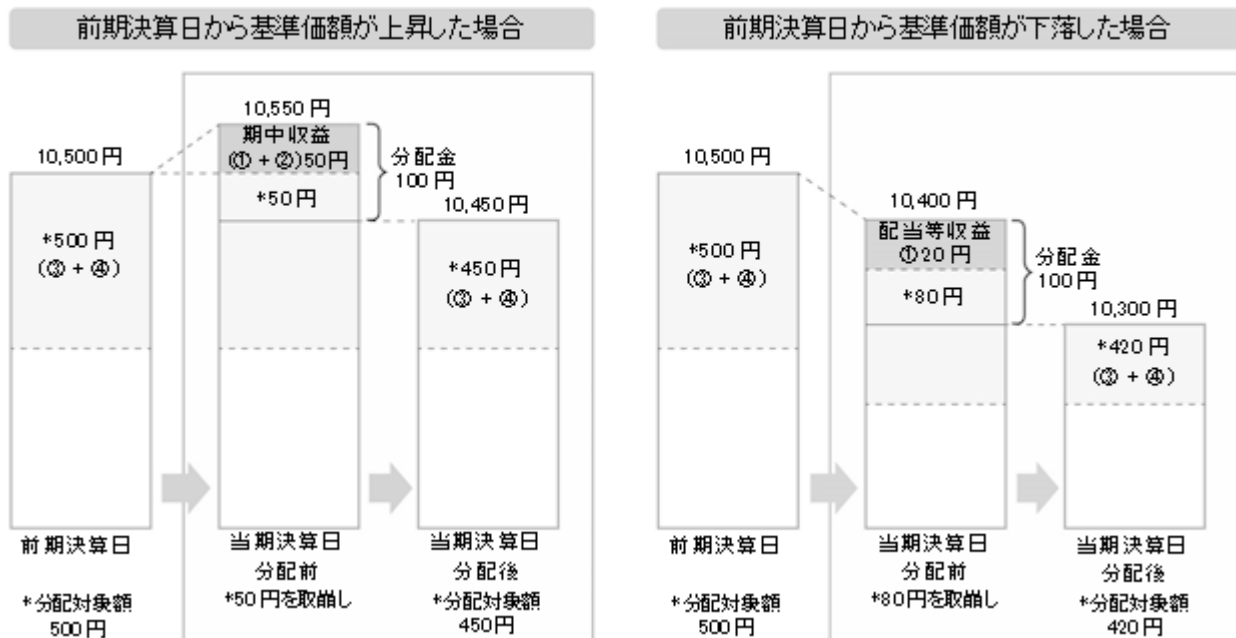 前期決算日から基準価額が上昇した場合
10,500円
*500円
(③+④)
前期決算日
*分配対象額
500円
10,550円
期中収益
(①+②)50円
*50円
分配金
100円
当期決算日
分配前
*50円を取崩し
10,450円
*450円
(③+④)
当期決算日
分配後
*分配対象額
450円
前期決算日から基準価額が下落した場合
10,500円
*500円
(③+④)
前期決算日
*分配対象額
500円
10,400円
配当等収益
①20円
*80円
分配金
100円
当期決算日
分配前
*80円を取崩し
10,300円
*420円
(③+④)
当期決算日
分配後
*分配対象額
420円